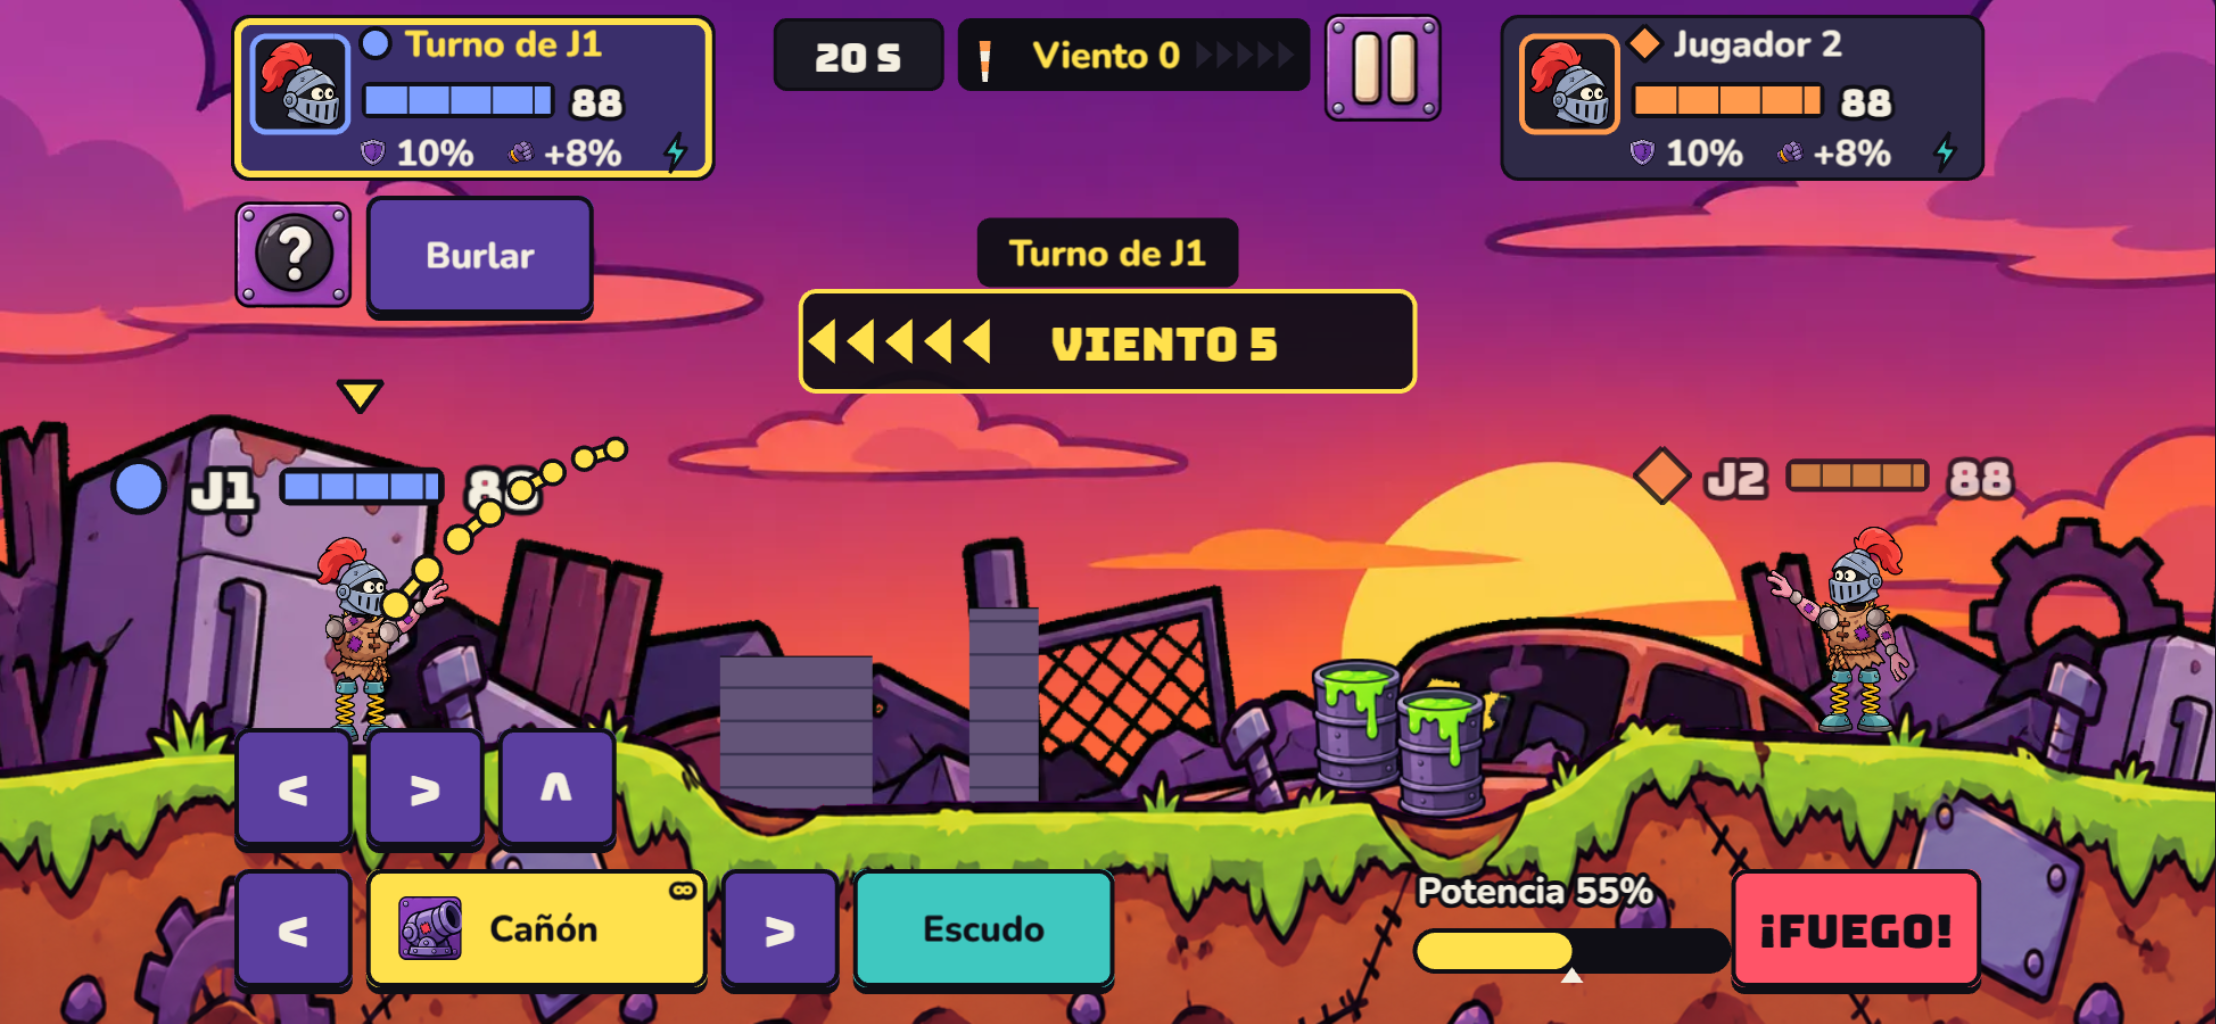 Turno de J1
88
10% +8%
20 S
Viento 0
Jugador 2
88
10% +8%
?
Burlar
Turno de J1
VIENTO 5
J1
J2 88
< > ^
< Cañón ∞ >
Escudo
Potencia 55%
¡FUEGO!